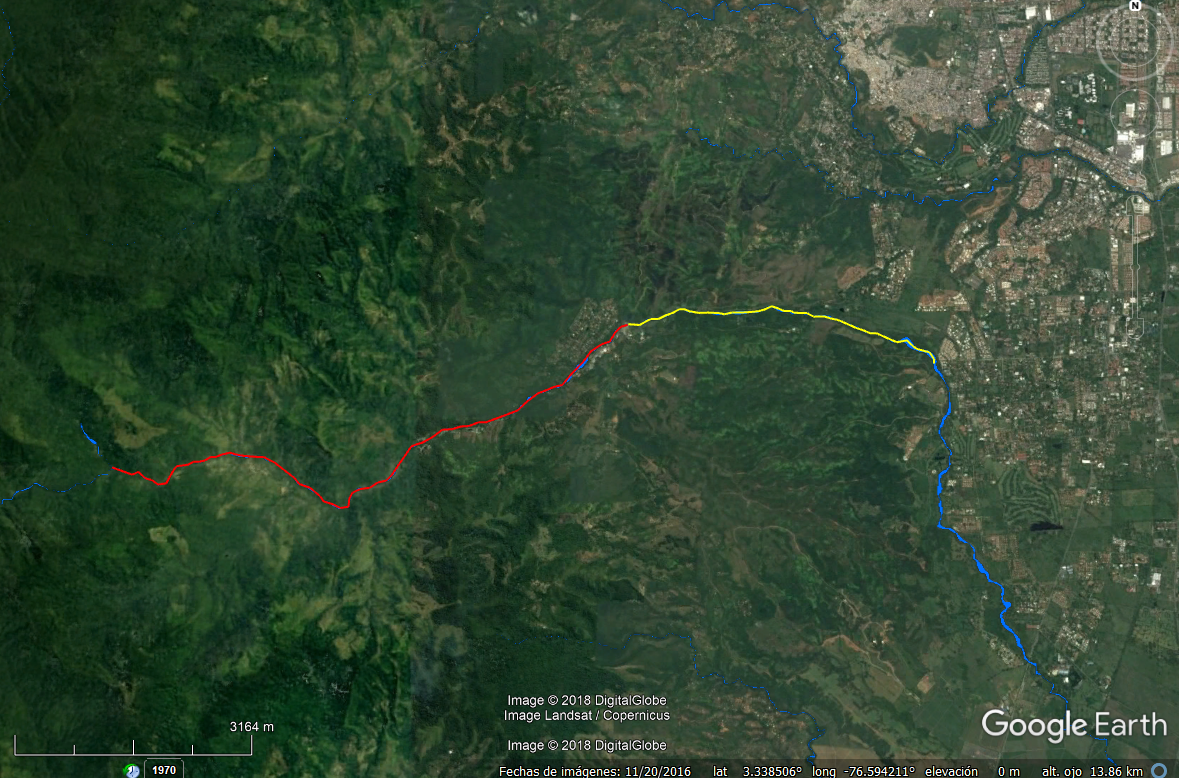 N
3164 m
Image © 2018 DigitalGlobe
Image Landsat / Copernicus
Image © 2018 DigitalGlobe
Google Earth
1970
Fechas de imágenes: 11/20/2016 lat 3.338506° long -76.594211° elevación 0 m alt. ojo 13.86 km